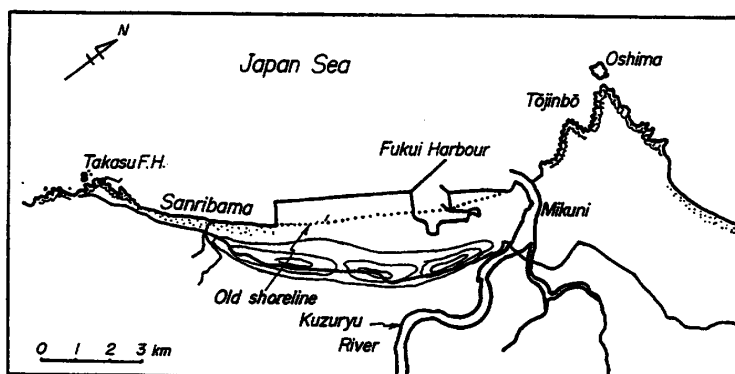 N
Japan Sea
Oshima
Tōjinbō
Fukui Harbour
Takasu F.H.
Sanribama
Mikuni
Old shoreline
Kuzuryu
River
0 1 2 3 km